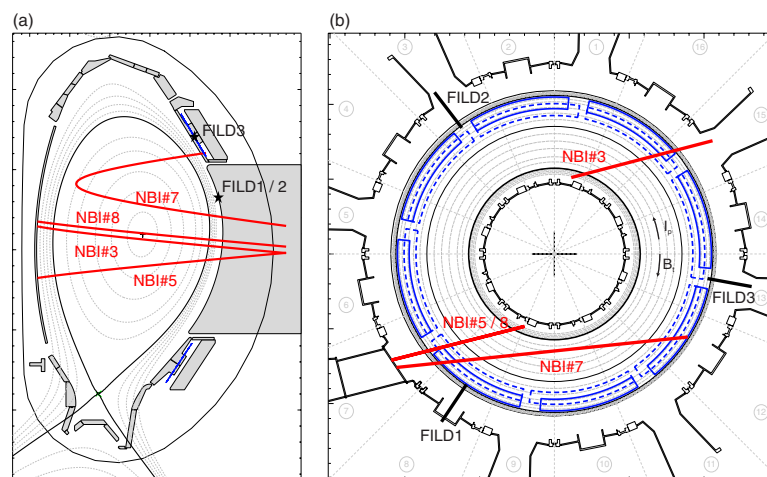 (a)
FILD3
FILD1 / 2
NBI#7
NBI#8
NBI#3
NBI#5
(b)
3
2
1
16
FILD2
4
15
NBI#3
5
14
Ip
Bt
FILD3
13
6
NBI#5 / 8
NBI#7
12
7
FILD1
8
9
10
11